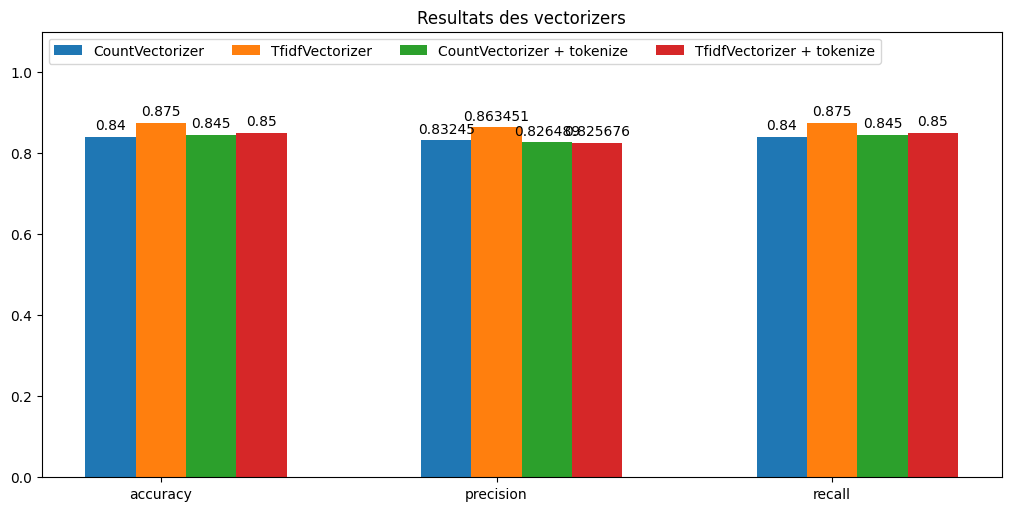 Resultats des vectorizers
CountVectorizer TfidfVectorizer CountVectorizer + tokenize TfidfVectorizer + tokenize
1.0
0.8
0.6
0.4
0.2
0.0
0.84 0.875 0.845 0.85
0.83245 0.863451 0.826489 0.825676
0.84 0.875 0.845 0.85
accuracy precision recall